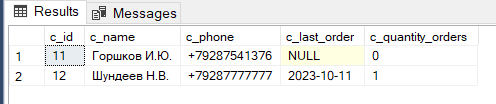 Results Messages
c_id c_name c_phone c_last_order c_quantity_orders
1 11 Горшков И.Ю. +79287541376 NULL 0
2 12 Шундеев Н.В. +79287777777 2023-10-11 1